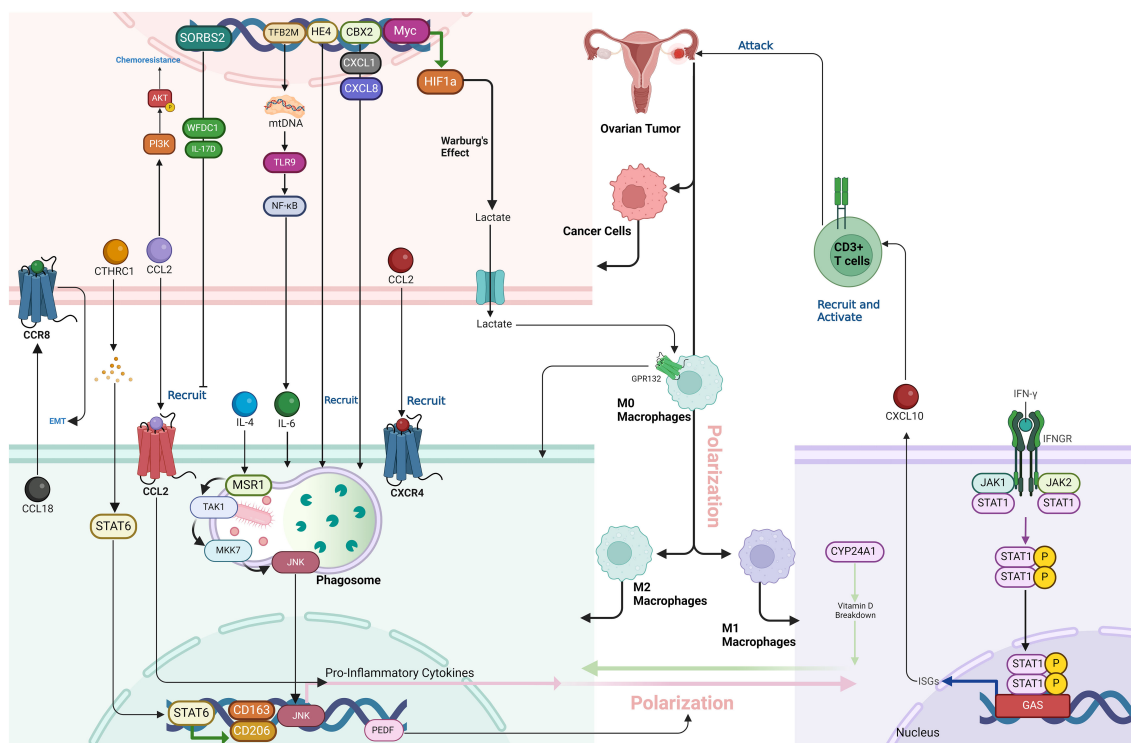 SORBS2
TFB2M
HE4
CBX2
Myc
Chemoresistance
CXCL1
CXCL8
HIF1a
AKT
P
mtDNA
WFDC1
IL-17D
PI3K
TLR9
NF-κB
Warburg's
Effect
Lactate
CTHRC1
CCL2
CCL2
CCR8
Lactate
EMT
Recruit
Recruit
Recruit
IL-4
IL-6
CCL18
CCL2
CXCR4
STAT6
MSR1
TAK1
MKK7
JNK
Phagosome
Pro-Inflammatory Cytokines
STAT6
CD163
CD206
JNK
PEDF
Ovarian Tumor
Attack
Cancer Cells
CD3+
T cells
Recruit and
Activate
GPR132
M0
Macrophages
Polarization
M2
Macrophages
M1
Macrophages
Polarization
CXCL10
IFN-γ
IFNGR
JAK1
JAK2
STAT1
STAT1
CYP24A1
Vitamin D
Breakdown
STAT1
P
STAT1
P
STAT1
P
STAT1
P
ISGs
GAS
Nucleus